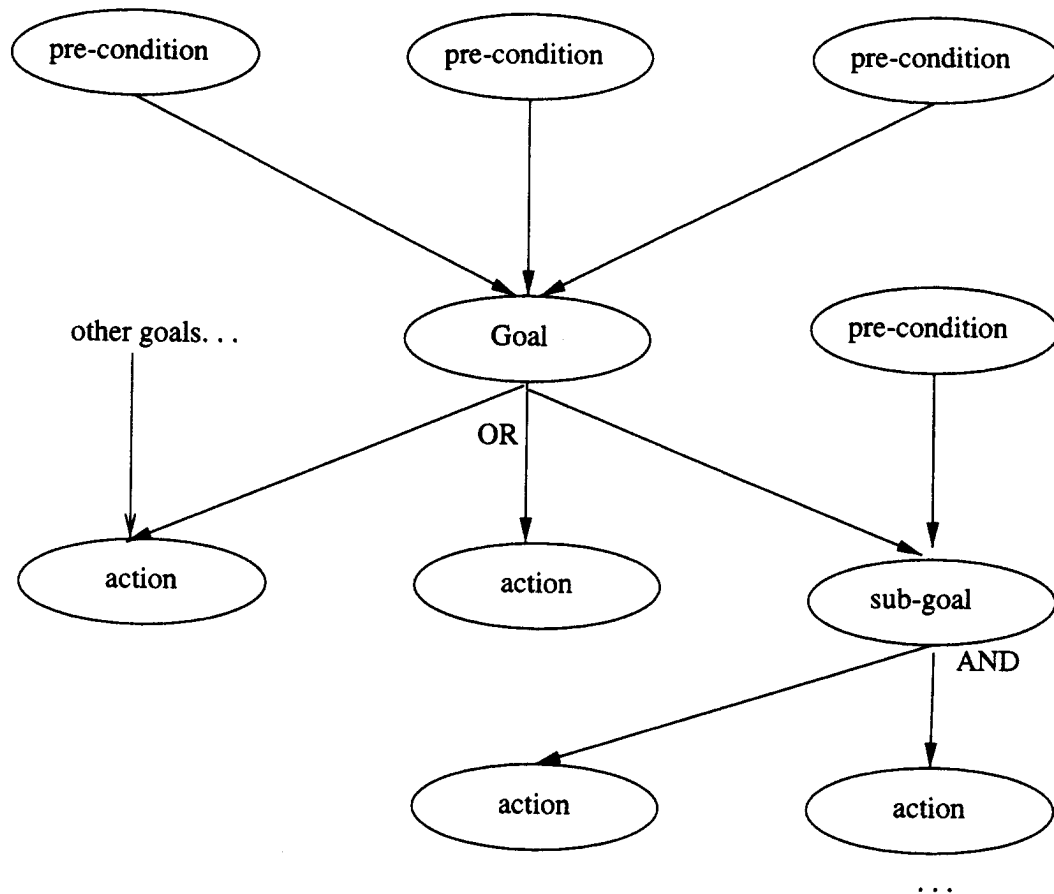 pre-condition
pre-condition
pre-condition
other goals. . .
Goal
pre-condition
OR
action
action
sub-goal
AND
action
action
. . .